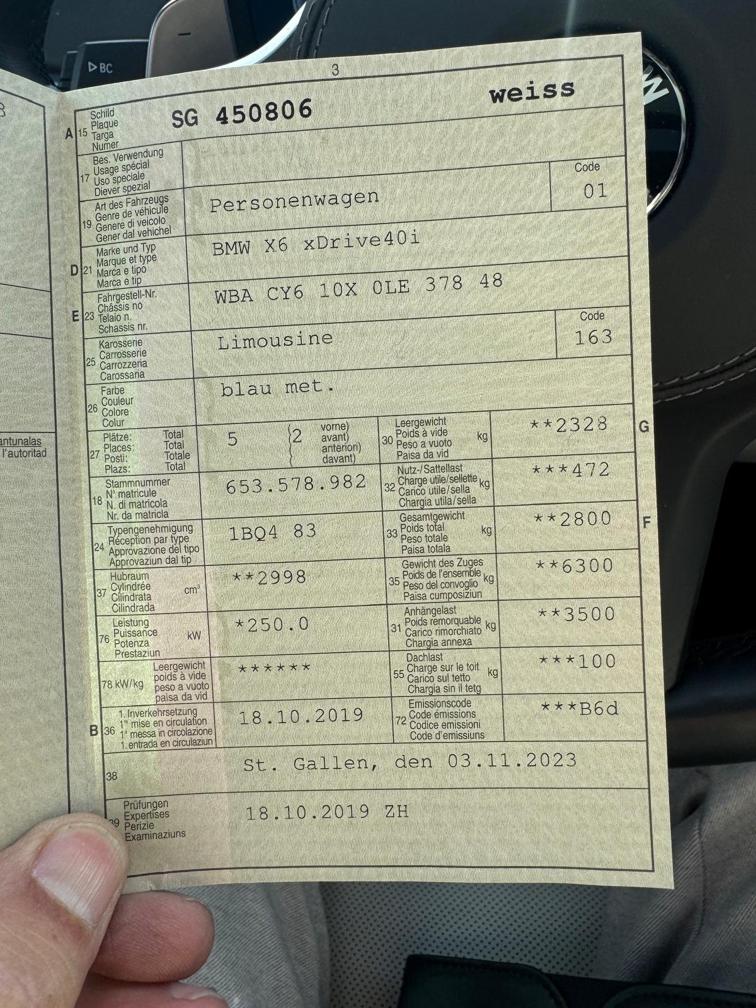 ▷BC
3
A 15 Schild
Plaque
Targa
Numer
SG 450806 weiss
17 Bes. Verwendung
Usage spécial
Uso speciale
Diever spezial
19 Art des Fahrzeugs
Genre de véhicule
Genere di veicolo
Gener dal vehichel
Personenwagen
Code
01
D 21 Marke und Typ
Marque et type
Marca e tipo
Marca e tip
BMW X6 xDrive40i
E 23 Fahrgestell-Nr.
Châssis no
Telaio n.
Schassis nr.
WBA CY6 10X 0LE 378 48
25 Karosserie
Carrosserie
Carrozzeria
Carossaria
Limousine
Code
163
26 Farbe
Couleur
Colore
Colur
blau met.
27 Plätze: Total
Places: Total
Posti: Totale
Plazs: Total
5 (2 vorne)
avant)
anteriori)
davant)
30 Leergewicht
Poids à vide
Peso a vuoto
Paisa da vid
kg
**2328
G
18 Stammnummer
N° matricule
N. di matricola
Nr. da matricla
653.578.982
32 Nutz-/Sattellast
Charge utile/sellette
Carico utile/sella
Chargia utila/sella
kg
***472
24 Typengenehmigung
Réception par type
Approvazione del tipo
Approvaziun dal tip
1BQ4 83
33 Gesamtgewicht
Poids total
Peso totale
Paisa totala
kg
**2800
F
37 Hubraum
Cylindrée
Cilindrata
Cilindrada
cm³
**2998
35 Gewicht des Zuges
Poids de l'ensemble
Peso del convoglio
Paisa cumposiziun
kg
**6300
76 Leistung
Puissance
Potenza
Prestaziun
kW
*250.0
31 Anhängelast
Poids remorquable
Carico rimorchiato
Chargia annexa
kg
**3500
78 kW/kg Leergewicht
poids à vide
peso a vuoto
paisa da vid
******
55 Dachlast
Charge sur le toit
Carico sul tetto
Chargia sin il tetg
kg
***100
B 36 1. Inverkehrsetzung
1re mise en circulation
1a messa in circolazione
1. entrada en circulaziun
18.10.2019
72 Emissionscode
Code émissions
Codice emissioni
Code d'emissiuns
***B6d
38 St. Gallen, den 03.11.2023
39 Prüfungen
Expertises
Perizie
Examinaziuns
18.10.2019 ZH
antunalas
l'autoritad